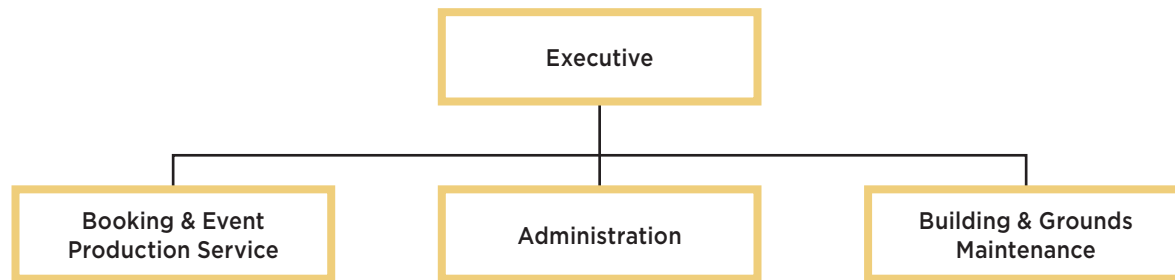 Executive
Booking & Event
Production Service
Administration
Building & Grounds
Maintenance